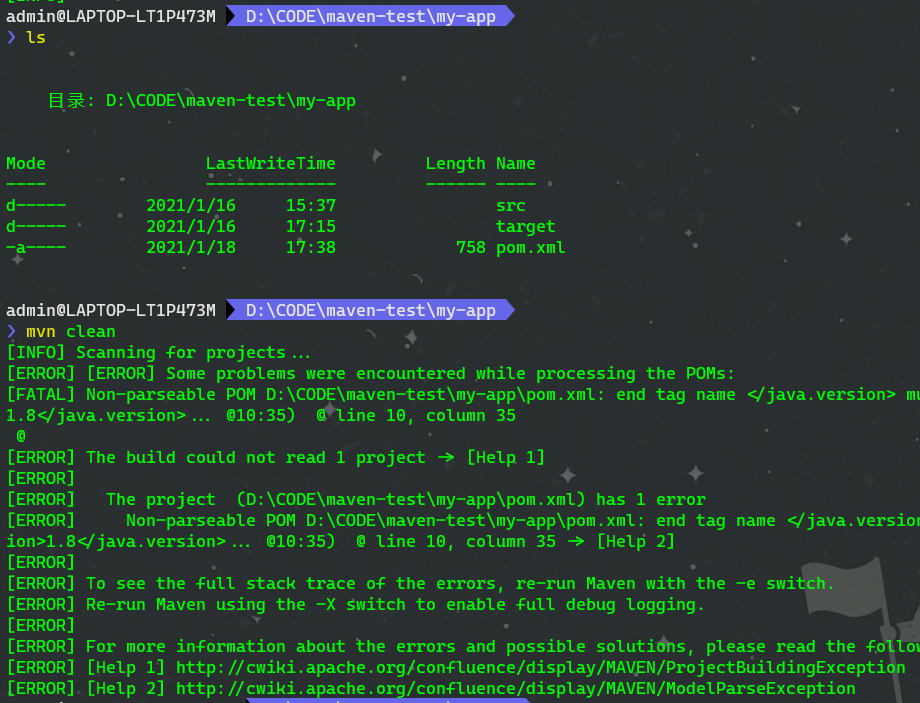 admin@LAPTOP-LT1P473M D:\CODE\maven-test\my-app
❯ ls
目录: D:\CODE\maven-test\my-app
Mode LastWriteTime Length Name
---- ------------- ------ ----
d----- 2021/1/16 15:37 src
d----- 2021/1/16 17:15 target
-a---- 2021/1/18 17:38 758 pom.xml
admin@LAPTOP-LT1P473M D:\CODE\maven-test\my-app
❯ mvn clean
[INFO] Scanning for projects...
[ERROR] [ERROR] Some problems were encountered while processing the POMs:
[FATAL] Non-parseable POM D:\CODE\maven-test\my-app\pom.xml: end tag name </java.version>
1.8</java.version>... @10:35) @ line 10, column 35
@
[ERROR] The build could not read 1 project -> [Help 1]
[ERROR]
[ERROR] The project (D:\CODE\maven-test\my-app\pom.xml) has 1 error
[ERROR] Non-parseable POM D:\CODE\maven-test\my-app\pom.xml: end tag name </java.version
ion>1.8</java.version>... @10:35) @ line 10, column 35 -> [Help 2]
[ERROR]
[ERROR] To see the full stack trace of the errors, re-run Maven with the -e switch.
[ERROR] Re-run Maven using the -X switch to enable full debug logging.
[ERROR]
[ERROR] For more information about the errors and possible solutions, please read the follow
[ERROR] [Help 1] http://cwiki.apache.org/confluence/display/MAVEN/ProjectBuildingException
[ERROR] [Help 2] http://cwiki.apache.org/confluence/display/MAVEN/ModelParseException